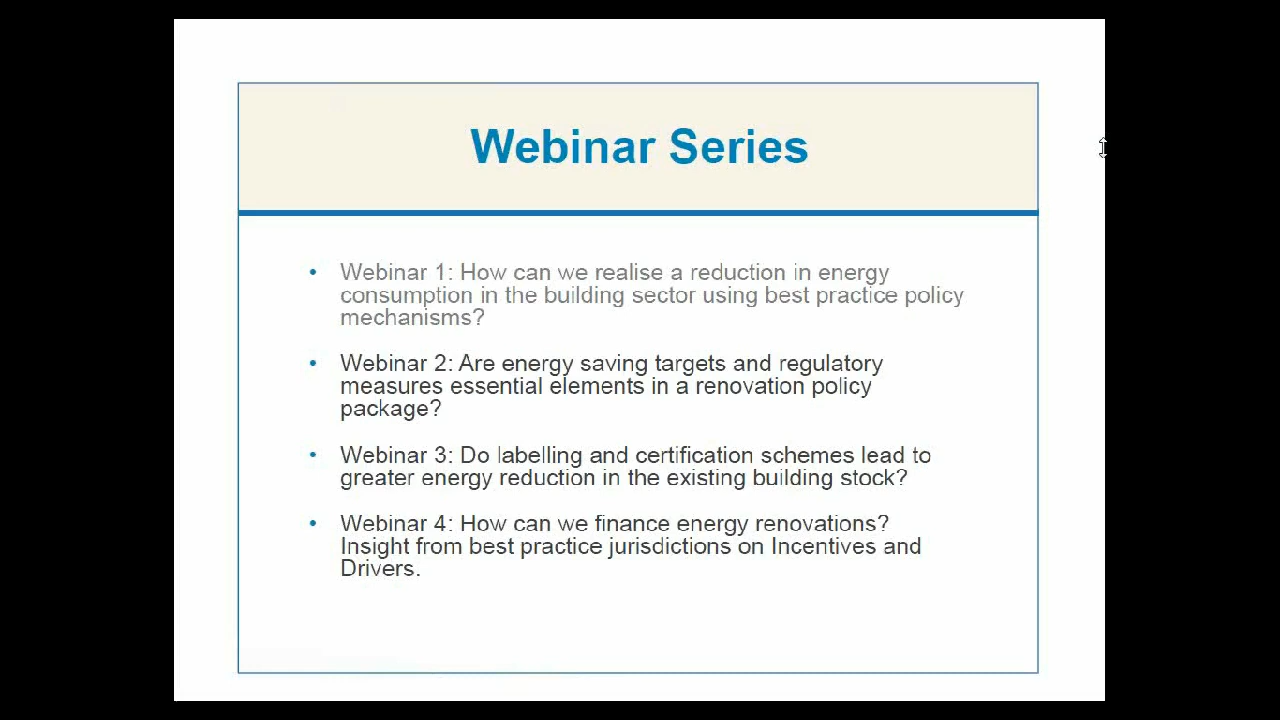 Webinar Series
• Webinar 1: How can we realise a reduction in energy
consumption in the building sector using best practice policy
mechanisms?
• Webinar 2: Are energy saving targets and regulatory
measures essential elements in a renovation policy
package?
• Webinar 3: Do labelling and certification schemes lead to
greater energy reduction in the existing building stock?
• Webinar 4: How can we finance energy renovations?
Insight from best practice jurisdictions on Incentives and
Drivers.